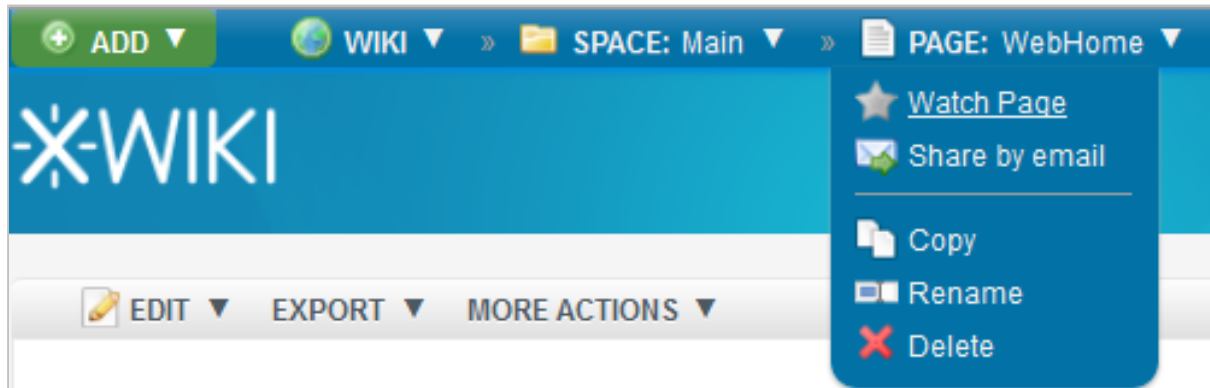 ADD ▼ WIKI ▼ » SPACE: Main ▼ » PAGE: WebHome ▼
XWIKI
Watch Page
Share by email
Copy
Rename
Delete
EDIT ▼ EXPORT ▼ MORE ACTIONS ▼